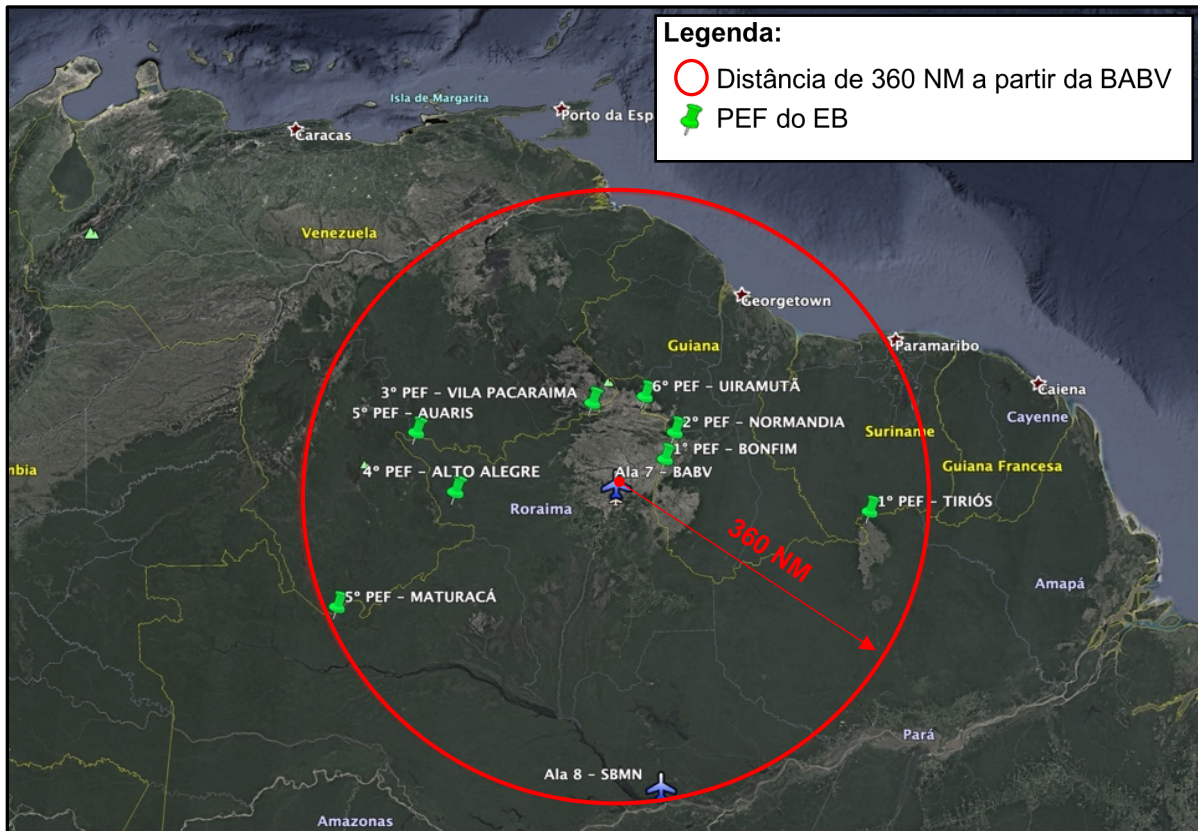 Legenda:
Distância de 360 NM a partir da BABV
PEF do EB
Isla de Margarita
Porto da Esp
Caracas
Venezuela
Georgetown
Guiana
Paramaribo
3º PEF – VILA PACARAIMA
6º PEF – UIRAMUTÃ
Caiena
5º PEF – AUARIS
2º PEF – NORMANDIA
Cayenne
Suriname
1° PEF – BONFIM
4º PEF – ALTO ALEGRE
Ala 7 – BABV
Guiana Francesa
mbia
Roraima
1º PEF – TIRIÓS
360 NM
Amapá
5º PEF – MATURACÁ
Pará
Ala 8 – SBMN
Amazonas